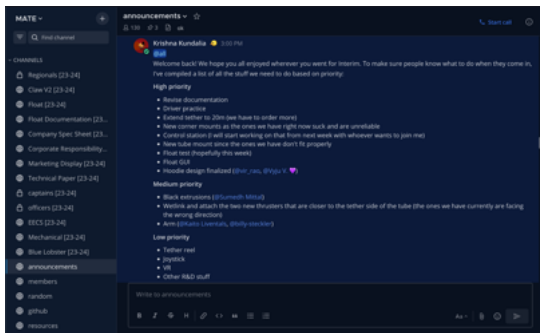 MATE
Find channel
CHANNELS
Regionals [23-24]
Claw V2 [23-24]
Float [23-24]
Float Documentation [23...
Company Spec Sheet [23...
Corporate Responsibility...
Marketing Display [23-24]
Technical Paper [23-24]
captains [23-24]
officers [23-24]
EECS [23-24]
Mechanical [23-24]
Blue Lobster [23-24]
announcements
members
random
github
resources
announcements
Start call
Krishna Kundalia 3:00 PM
@all
Welcome back! We hope you all enjoyed wherever you went for Interim. To make sure people know what to do when they come in,
I've compiled a list of all the stuff we need to do based on priority:
High priority
• Revise documentation
• Driver practice
• Extend tether to 20m (we have to order more)
• New corner mounts as the ones we have right now suck and are unreliable
• Control station (I will start working on that from next week with whoever wants to join me)
• New tube mount since the ones we have don't fit properly
• Float test (hopefully this week)
• Float GUI
• Hoodie design finalized
Medium priority
• Black extrusions (@Sumedh Mittal)
• Wetlink and attach the two new thrusters that are closer to the tether side of the tube (the ones we have currently are facing
the wrong direction)
• Arm
Low priority
• Tether reel
• Joystick
• VR
• Other R&D stuff
Write to announcements